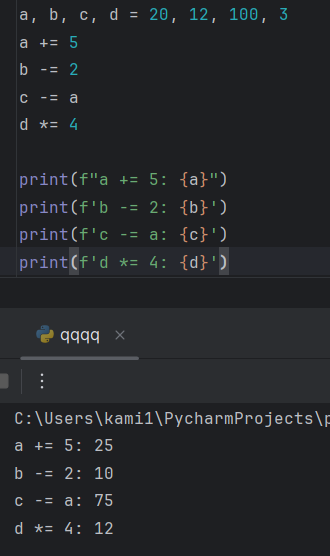 a, b, c, d = 20, 12, 100, 3
a += 5
b -= 2
c -= a
d *= 4
print(f"a += 5: {a}")
print(f'b -= 2: {b}')
print(f'c -= a: {c}')
print(f'd *= 4: {d}')
qqqq
C:\Users\kami1\PycharmProjects\p
a += 5: 25
b -= 2: 10
c -= a: 75
d *= 4: 12